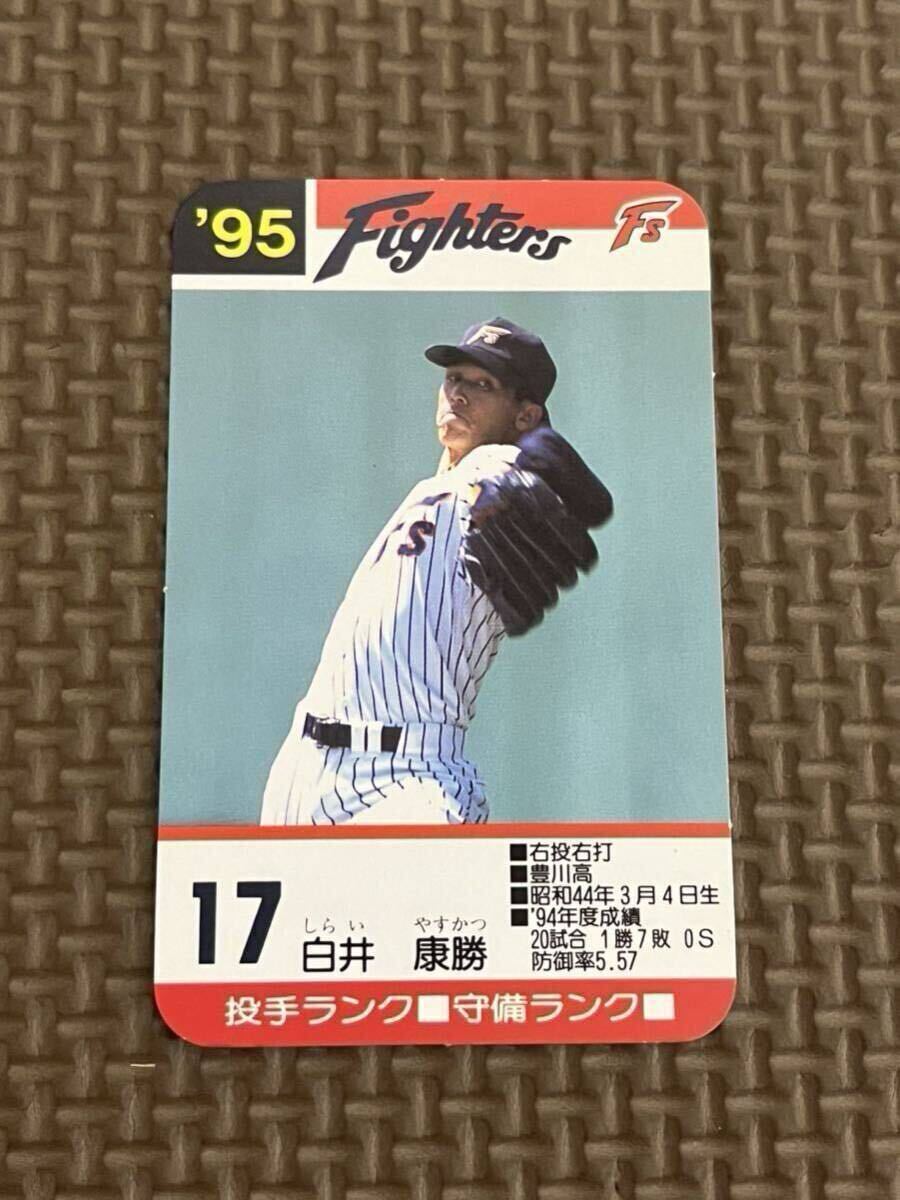 '95 Fighters Fs
Fs
Fs
■右投右打
■豊川高
■昭和44年3月4日生
■'94年度成績
20試合 1勝7敗 0S
防御率5.57
17
しらい やすかつ
白井 康勝
投手ランク■守備ランク■